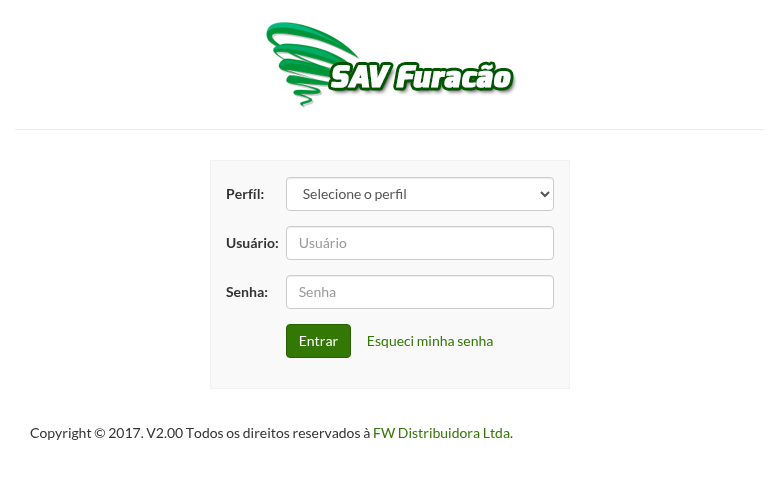 SAV Furacão
Perfíl:
Selecione o perfil
Usuário:
Usuário
Senha:
Senha
Entrar
Esqueci minha senha
Copyright © 2017. V2.00 Todos os direitos reservados à FW Distribuidora Ltda.